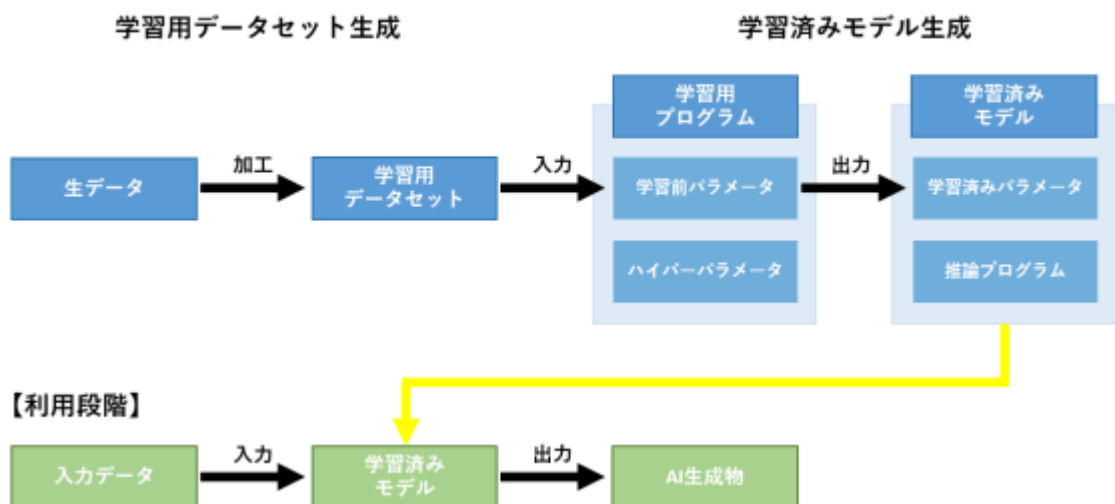 学習用データセット生成
学習済みモデル生成
学習用
プログラム
学習済み
モデル
生データ
加工
学習用
データセット
入力
学習前パラメータ
出力
学習済みパラメータ
ハイパーパラメータ
推論プログラム
【利用段階】
入力データ
入力
学習済み
モデル
出力
AI生成物